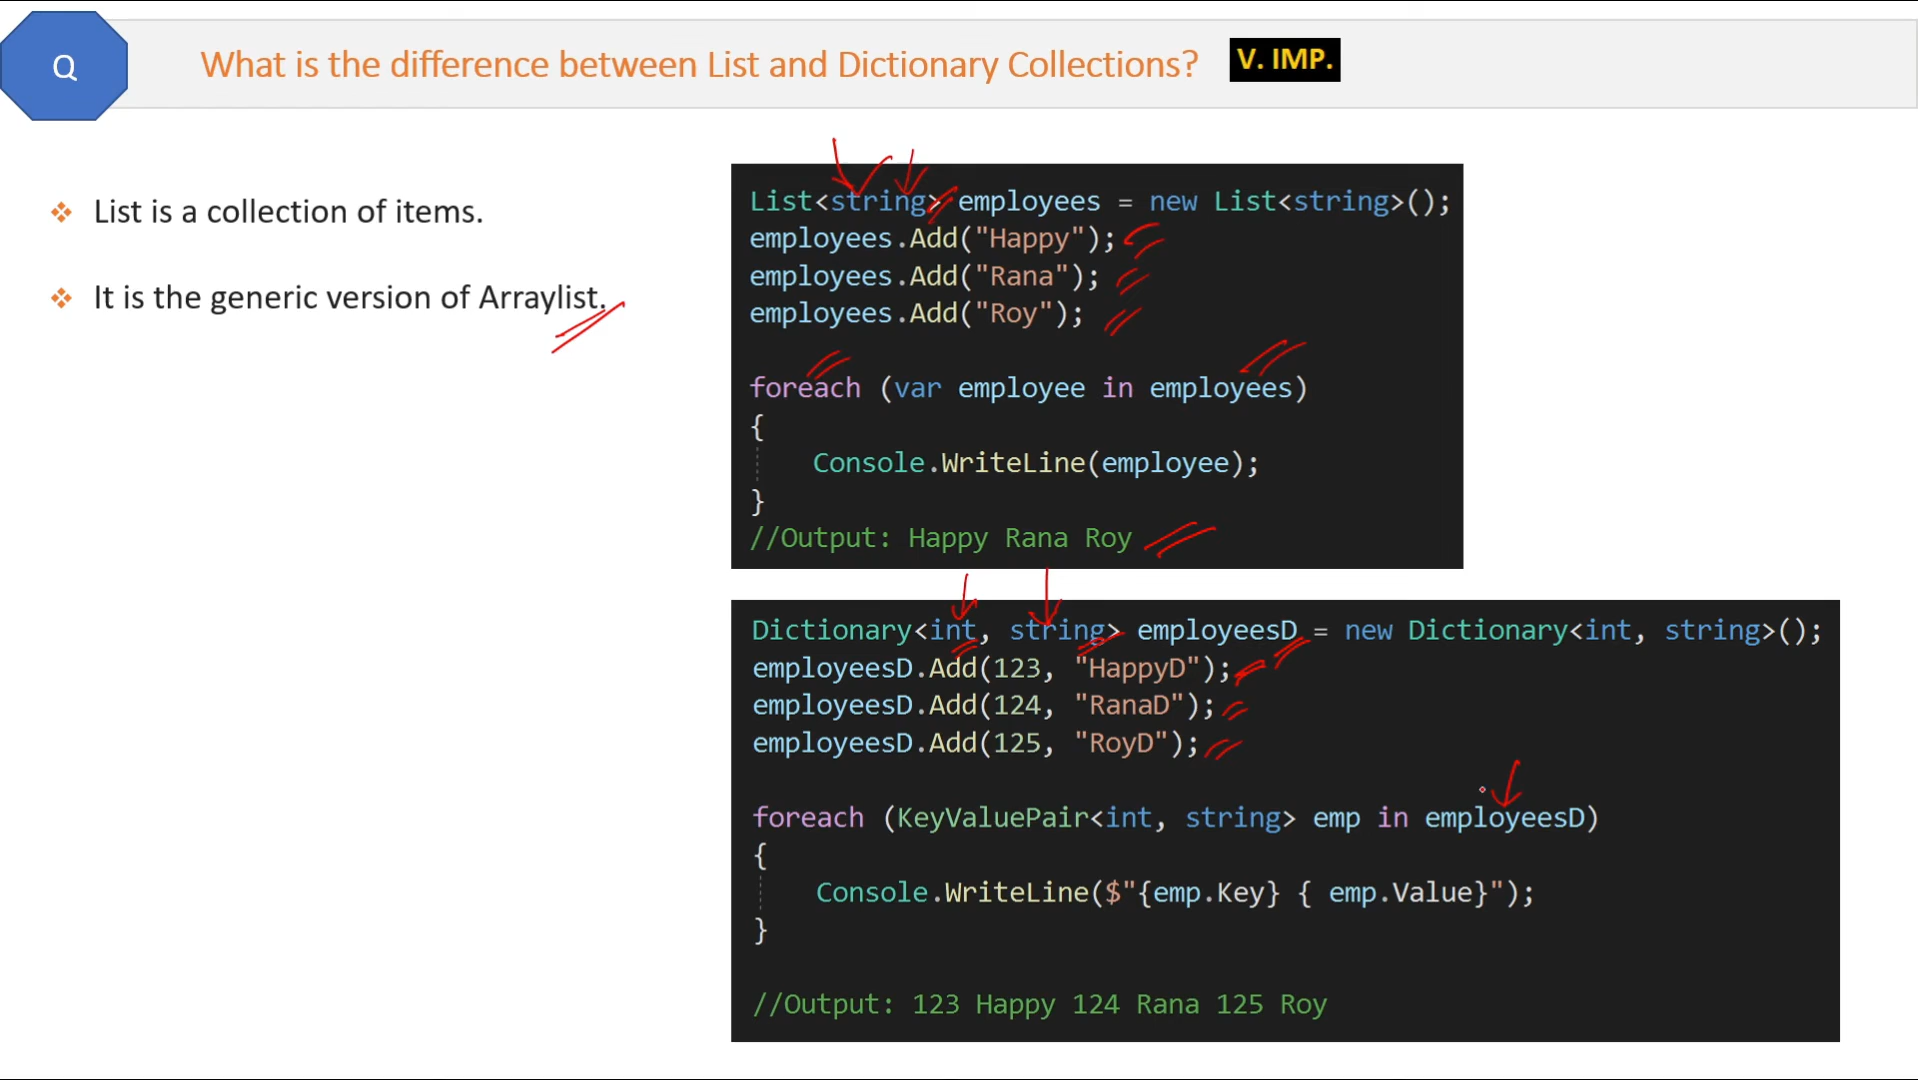 Q
What is the difference between List and Dictionary Collections?
V. IMP.
List is a collection of items.
It is the generic version of Arraylist.
List<string> employees = new List<string>();
employees.Add("Happy");
employees.Add("Rana");
employees.Add("Roy");
foreach (var employee in employees)
{
Console.WriteLine(employee);
}
//Output: Happy Rana Roy
Dictionary<int, string> employeesD = new Dictionary<int, string>();
employeesD.Add(123, "HappyD");
employeesD.Add(124, "RanaD");
employeesD.Add(125, "RoyD");
foreach (KeyValuePair<int, string> emp in employeesD)
{
Console.WriteLine($"{emp.Key} { emp.Value}");
}
//Output: 123 Happy 124 Rana 125 Roy